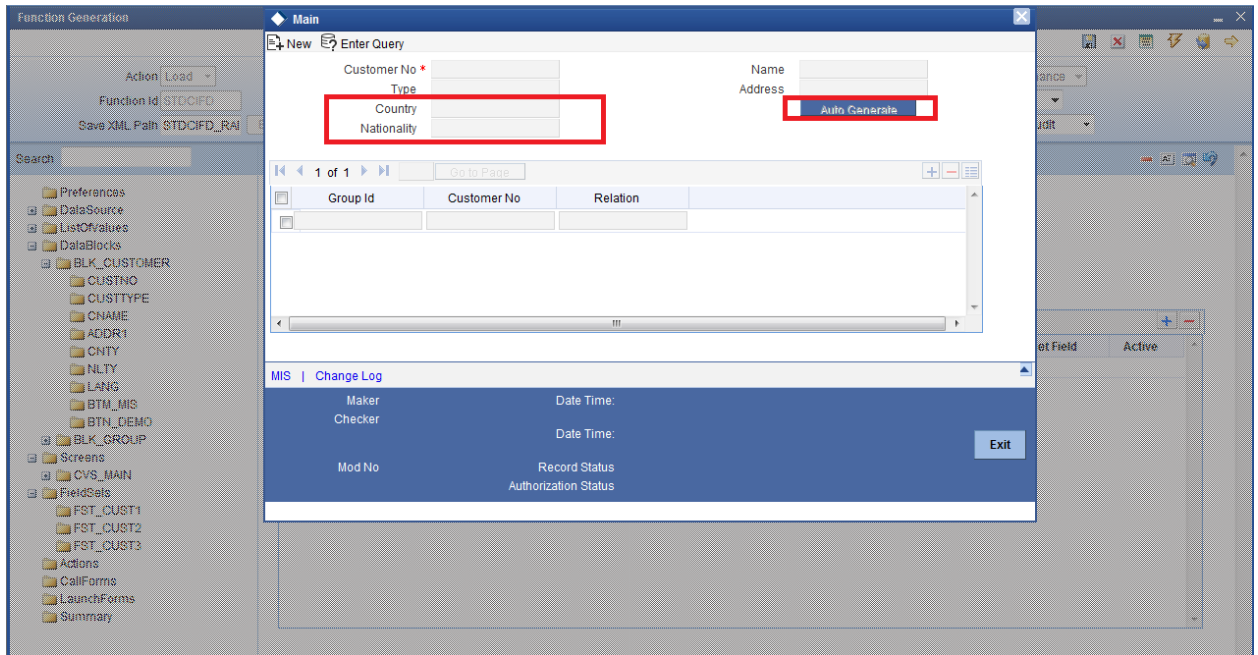 Function Generation
Action Load
Function Id STDCIFD
Save XML Path STDCIFD_RAI
Search
Preferences
DataSource
ListOfValues
DataBlocks
BLK_CUSTOMER
CUSTNO
CUSTTYPE
CNAME
ADDR1
CNTY
NLTY
LANG
BTM_MIS
BTN_DEMO
BLK_GROUP
Screens
CVS_MAIN
FieldSets
FST_CUST1
FST_CUST2
FST_CUST3
Actions
CallForms
LaunchForms
Summary
Main
New Enter Query
Customer No * Name
Type Address
Country Auto Generate
Nationality
1 of 1 Go to Page
Group Id Customer No Relation
MIS | Change Log
Maker Date Time:
Checker
Date Time:
Exit
Mod No Record Status
Authorization Status
et Field Active